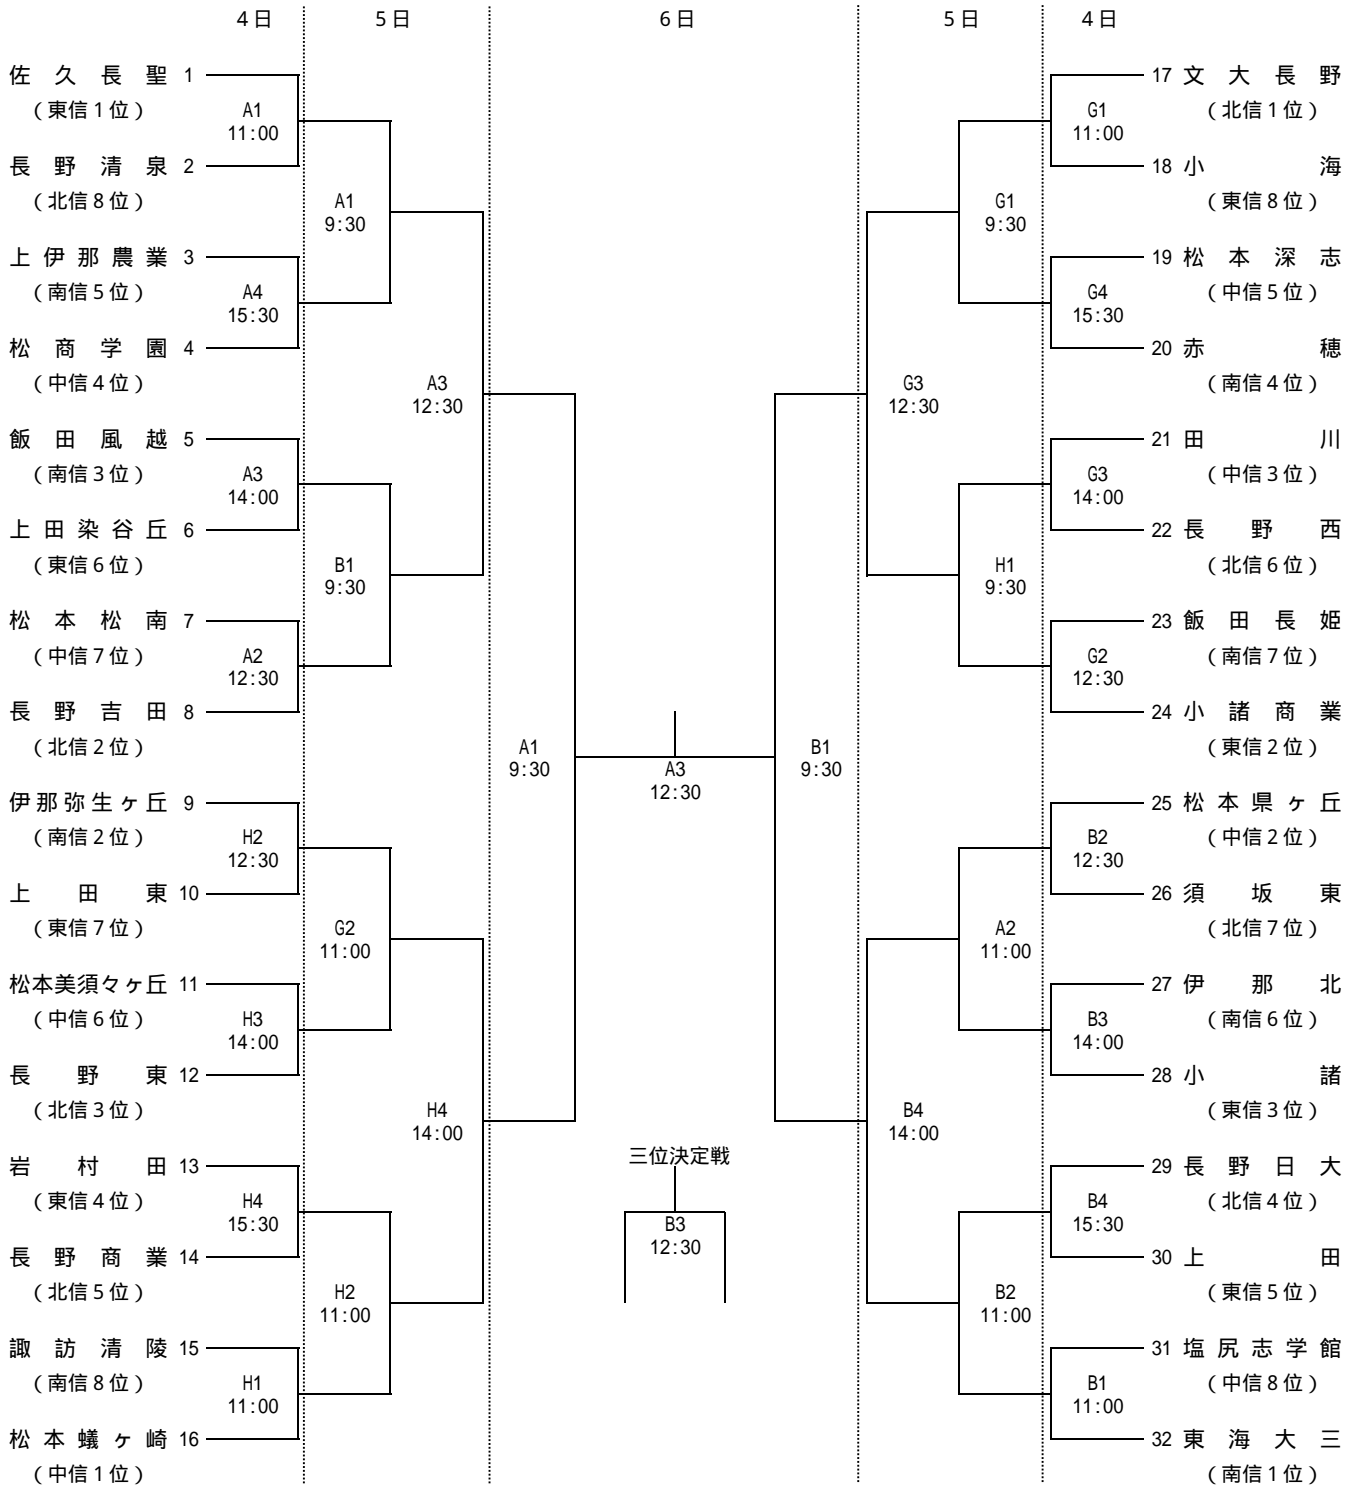 4日 5日 6日 5日 4日
佐久長聖 1
（東信1位）
A1
11:00
長野清泉 2
（北信8位）
A1
9:30
上伊那農業 3
（南信5位）
A4
15:30
松商学園 4
（中信4位）
A3
12:30
飯田風越 5
（南信3位）
A3
14:00
上田染谷丘 6
（東信6位）
B1
9:30
松本松南 7
（中信7位）
A2
12:30
長野吉田 8
（北信2位）
A1
9:30
伊那弥生ヶ丘 9
（南信2位）
H2
12:30
上田東 10
（東信7位）
G2
11:00
松本美須々ヶ丘 11
（中信6位）
H3
14:00
長野東 12
（北信3位）
H4
14:00
岩村田 13
（東信4位）
H4
15:30
長野商業 14
（北信5位）
H2
11:00
諏訪清陵 15
（南信8位）
H1
11:00
松本蟻ヶ崎 16
（中信1位）
A3
12:30
三位決定戦
B3
12:30
17 文大長野
（北信1位）
G1
11:00
18 小海
（東信8位）
G1
9:30
19 松本深志
（中信5位）
G4
15:30
20 赤穂
（南信4位）
G3
12:30
21 田川
（中信3位）
G3
14:00
22 長野西
（北信6位）
H1
9:30
23 飯田長姫
（南信7位）
G2
12:30
24 小諸商業
（東信2位）
B1
9:30
25 松本県ヶ丘
（中信2位）
B2
12:30
26 須坂東
（北信7位）
A2
11:00
27 伊那北
（南信6位）
B3
14:00
28 小諸
（東信3位）
B4
14:00
29 長野日大
（北信4位）
B4
15:30
30 上田
（東信5位）
B2
11:00
31 塩尻志学館
（中信8位）
B1
11:00
32 東海大三
（南信1位）